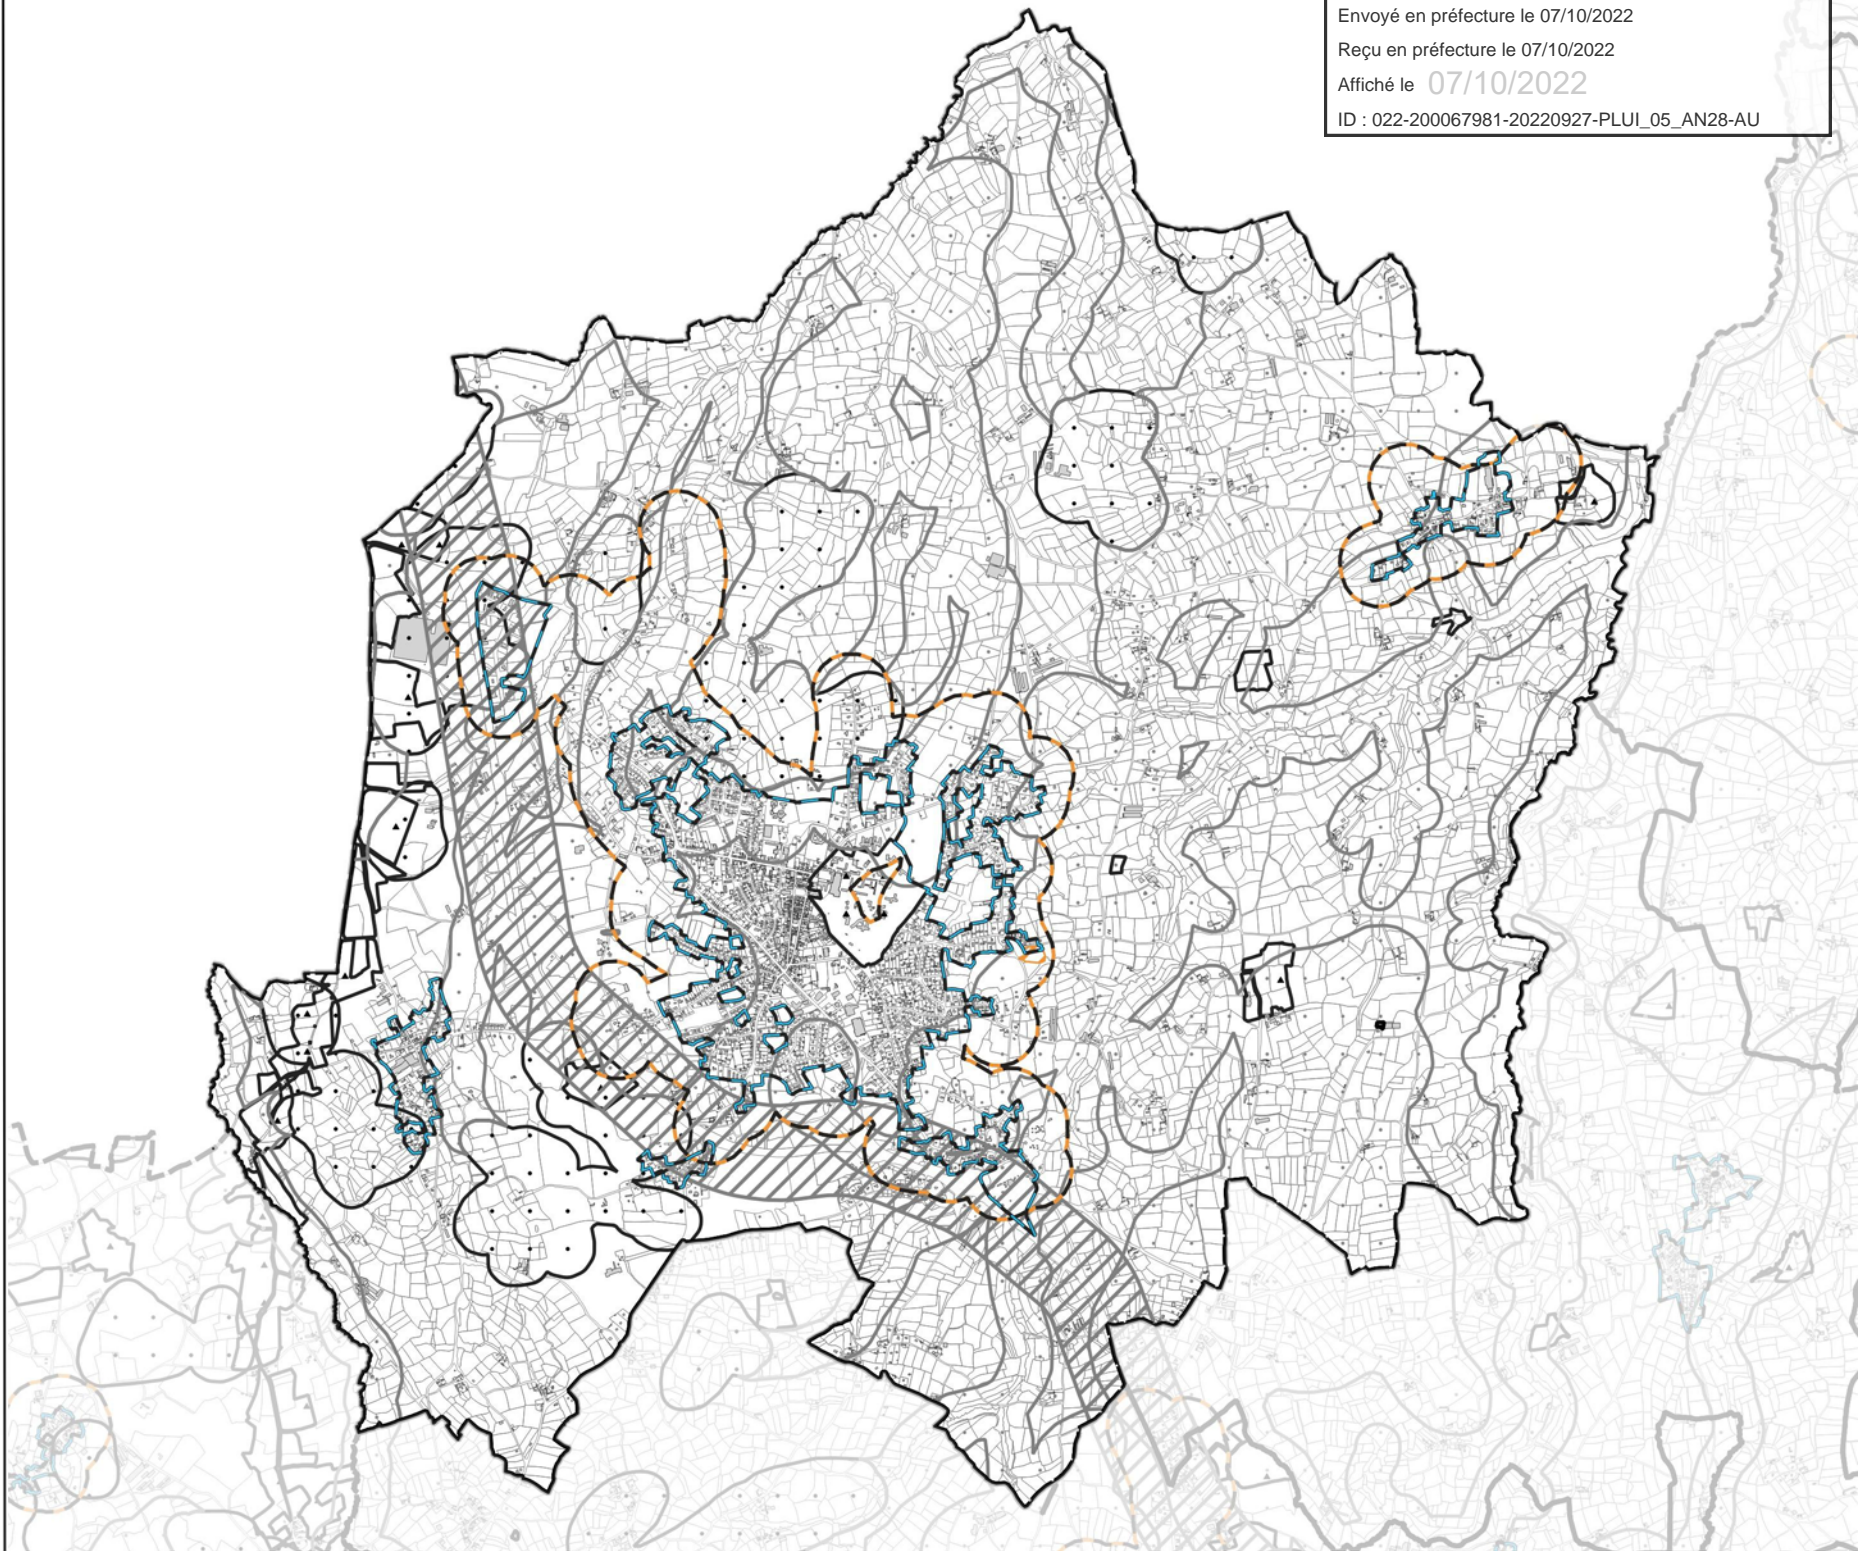 Envoyé en préfecture le 07/10/2022
Reçu en préfecture le 07/10/2022
Affiché le 07/10/2022
ID : 022-200067981-20220927-PLUI_05_AN28-AU